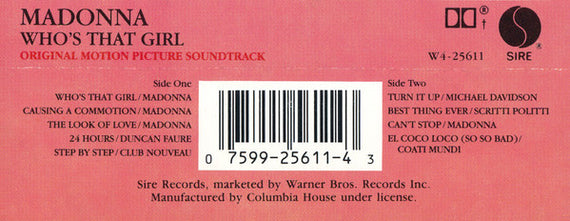 MADONNA
WHO'S THAT GIRL
ORIGINAL MOTION PICTURE SOUNDTRACK
® †
W4-25611
SIRE ®
Side One
WHO'S THAT GIRL/MADONNA
CAUSING A COMMOTION/MADONNA
THE LOOK OF LOVE/MADONNA
24 HOURS/DUNCAN FAURE
STEP BY STEP/CLUB NOUVEAU
0 7599-25611-4 3
Side Two
TURN IT UP/MICHAEL DAVIDSON
BEST THING EVER/SCRITTI POLITTI
CAN'T STOP/MADONNA
EL COCO LOCO (SO SO BAD)/
COATI MUNDI
Sire Records, marketed by Warner Bros. Records Inc.
Manufactured by Columbia House under license.